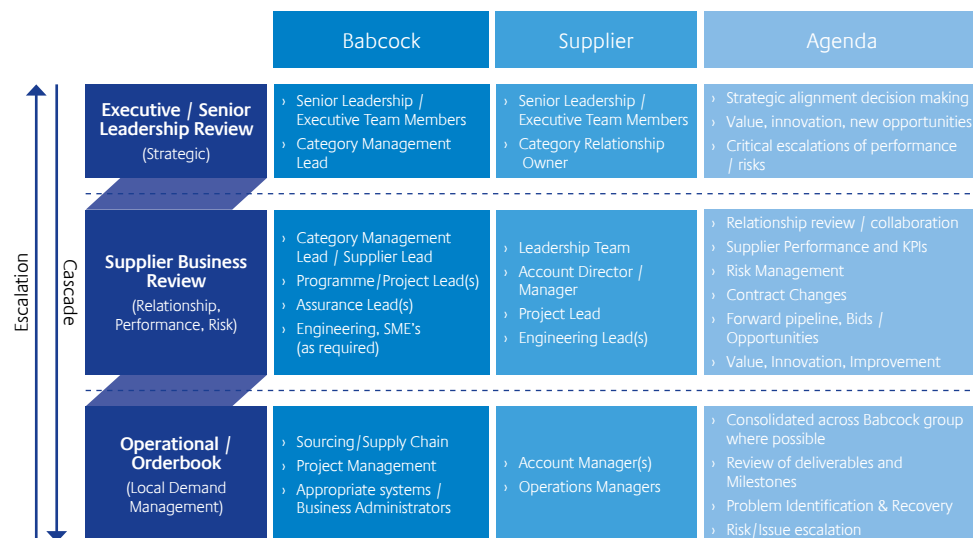 Babcock
Supplier
Agenda
Escalation
Cascade
Executive / Senior
Leadership Review
(Strategic)
› Senior Leadership /
Executive Team Members
› Category Management
Lead
› Senior Leadership /
Executive Team Members
› Category Relationship
Owner
› Strategic alignment decision making
› Value, innovation, new opportunities
› Critical escalations of performance
/ risks
Supplier Business
Review
(Relationship,
Performance, Risk)
› Category Management
Lead / Supplier Lead
› Programme/Project Lead(s)
› Assurance Lead(s)
› Engineering, SME's
(as required)
› Leadership Team
› Account Director /
Manager
› Project Lead
› Engineering Lead(s)
› Relationship review / collaboration
› Supplier Performance and KPIs
› Risk Management
› Contract Changes
› Forward pipeline, Bids /
Opportunities
› Value, Innovation, Improvement
Operational /
Orderbook
(Local Demand
Management)
› Sourcing/Supply Chain
› Project Management
› Appropriate systems /
Business Administrators
› Account Manager(s)
› Operations Managers
› Consolidated across Babcock group
where possible
› Review of deliverables and
Milestones
› Problem Identification & Recovery
› Risk/Issue escalation